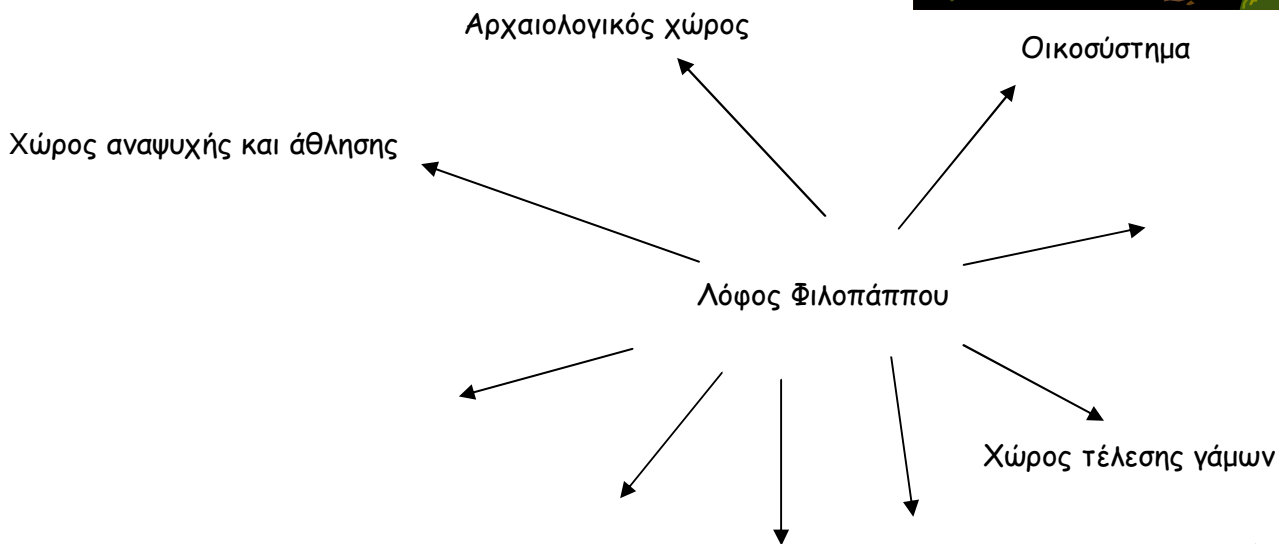 Αρχαιολογικός χώρος
Οικοσύστημα
Χώρος αναψυχής και άθλησης
Λόφος Φιλοπάππου
Χώρος τέλεσης γάμων